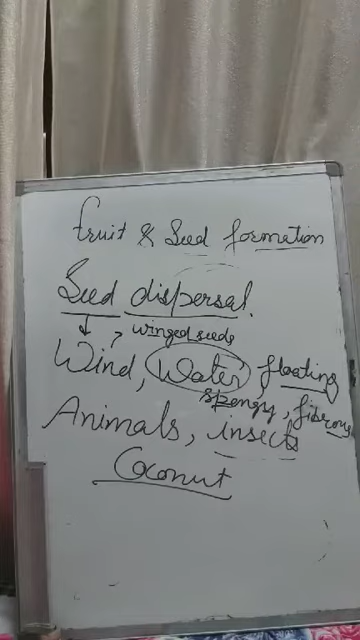 Fruit & Seed formation
Seed dispersal.
winged seeds
Wind, Water floating
spongy, fibrous
Animals, insects
Coconut